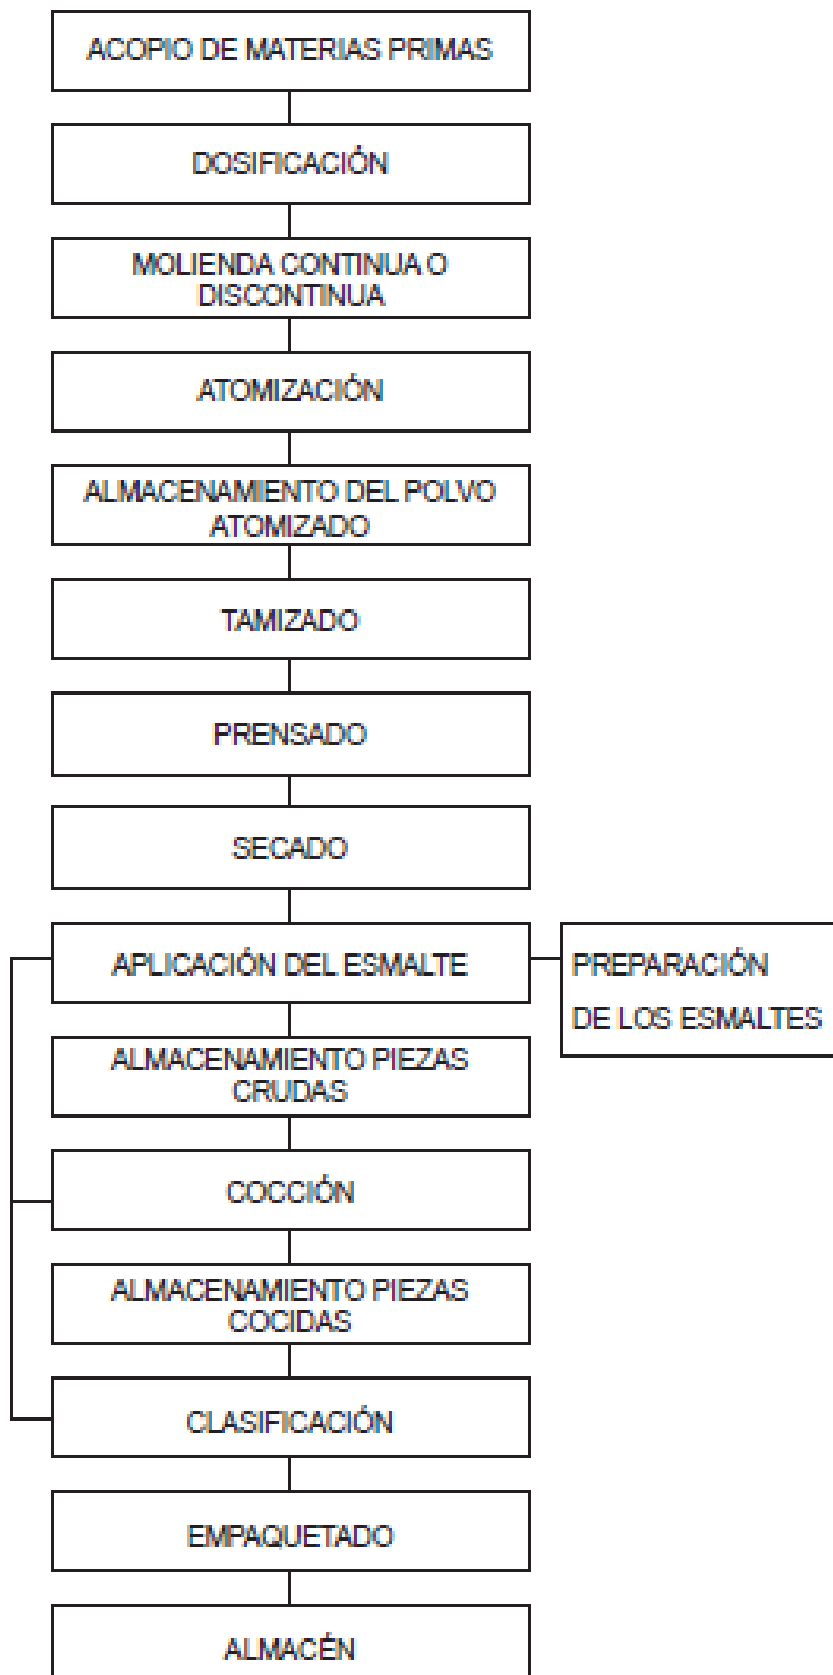 ACOPIO DE MATERIAS PRIMAS
DOSIFICACIÓN
MOLIENDA CONTINUA O
DISCONTINUA
ATOMIZACIÓN
ALMACENAMIENTO DEL POLVO
ATOMIZADO
TAMIZADO
PRENSADO
SECADO
APLICACIÓN DEL ESMALTE
PREPARACIÓN
DE LOS ESMALTES
ALMACENAMIENTO PIEZAS
CRUDAS
COCCIÓN
ALMACENAMIENTO PIEZAS
COCIDAS
CLASIFICACIÓN
EMPAQUETADO
ALMACÉN